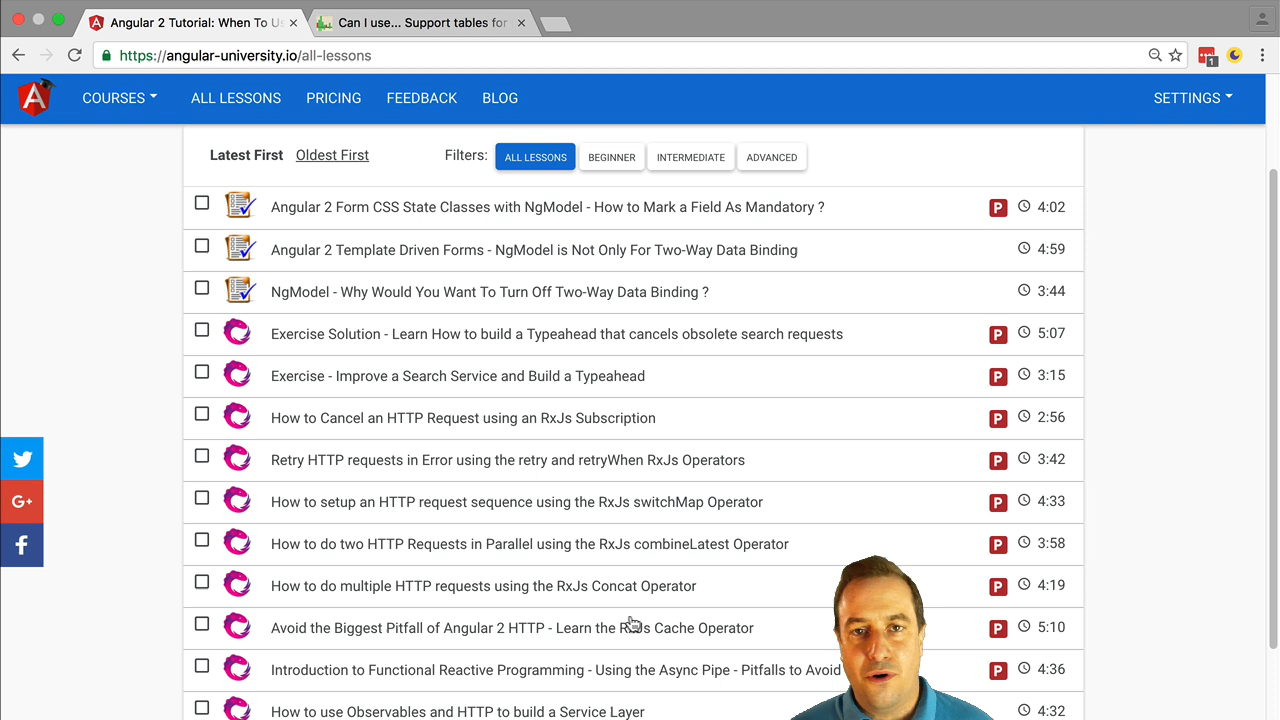 Angular 2 Tutorial: When To Us
Can I use... Support tables for
https://angular-university.io/all-lessons
1
COURSES ALL LESSONS PRICING FEEDBACK BLOG SETTINGS
Latest First Oldest First Filters: ALL LESSONS BEGINNER INTERMEDIATE ADVANCED
Angular 2 Form CSS State Classes with NgModel - How to Mark a Field As Mandatory ? P 4:02
Angular 2 Template Driven Forms - NgModel is Not Only For Two-Way Data Binding 4:59
NgModel - Why Would You Want To Turn Off Two-Way Data Binding ? 3:44
Exercise Solution - Learn How to build a Typeahead that cancels obsolete search requests P 5:07
Exercise - Improve a Search Service and Build a Typeahead P 3:15
How to Cancel an HTTP Request using an RxJs Subscription P 2:56
Retry HTTP requests in Error using the retry and retryWhen RxJs Operators P 3:42
How to setup an HTTP request sequence using the RxJs switchMap Operator P 4:33
How to do two HTTP Requests in Parallel using the RxJs combineLatest Operator P 3:58
How to do multiple HTTP requests using the RxJs Concat Operator P 4:19
Avoid the Biggest Pitfall of Angular 2 HTTP - Learn the RxJs Cache Operator P 5:10
Introduction to Functional Reactive Programming - Using the Async Pipe - Pitfalls to Avoid P 4:36
How to use Observables and HTTP to build a Service Layer 4:32